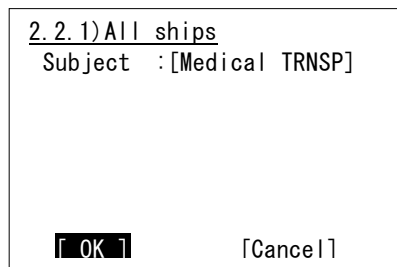 2.2.1)All ships
Subject :[Medical TRNSP]
[ OK ] [Cancel]